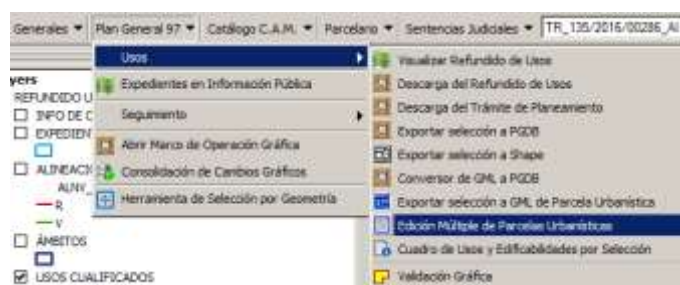 Generales Plan General 97 Catálogo C.A.M. Parcelario Sentencias Judiciales TR_135/2016/00286_A
Usos
Expedientes en Información Pública
Seguimiento
Abrir Marco de Operación Gráfica
Consolidación de Cambios Gráficos
Herramienta de Selección por Geometría
Visualizar Refundido de Usos
Descarga del Refundido de Usos
Descarga del Trámite de Planeamiento
Exportar selección a PGDB
Exportar selección a Shape
Conversor de GML a PGDB
Exportar selección a GML de Parcela Urbanística
Edición Múltiple de Parcelas Urbanísticas
Cuadro de Usos y Edificabilidades por Selección
Validación Gráfica
yers
REFUNDIDO U
INFO DE C
EXPEDIEN
ALINEACI
ALNV_
R
V
ÁMBITOS
USOS CUALIFICADOS